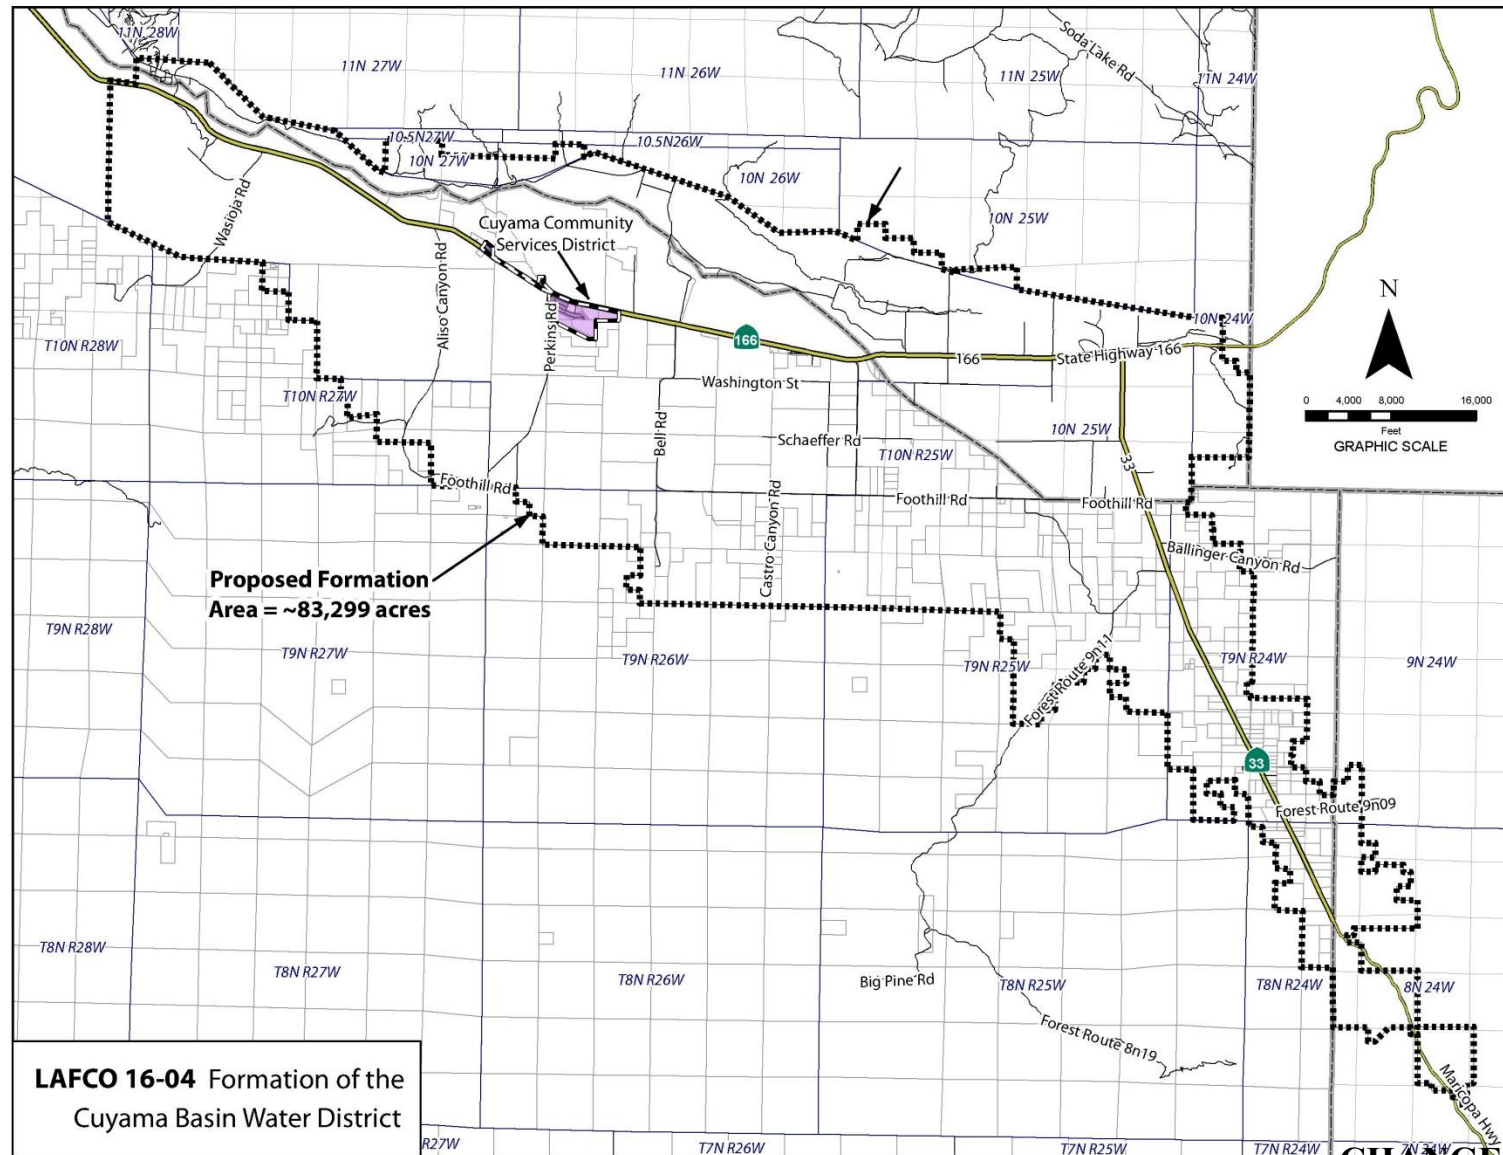 11N 28W
11N 27W
11N 26W
11N 25W
11N 24W
Soda Lake Rd
10.5N27W
10.5N26W
10N 27W
10N 26W
10N 25W
Wasioja Rd
Cuyama Community
Services District
Aliso Canyon Rd
Perkins Rd
10N 24W
T10N R28W
166
166
State Highway 166
N
0 4,000 8,000 16,000
Feet
GRAPHIC SCALE
Washington St
T10N R27W
Bell Rd
Schaeffer Rd
T10N R25W
10N 25W
33
Foothill Rd
Foothill Rd
Foothill Rd
Castro Canyon Rd
Ballinger Canyon Rd
Proposed Formation
Area = ~83,299 acres
T9N R28W
T9N R27W
T9N R26W
T9N R25W
Forest Route 9n11
T9N R24W
9N 24W
33
Forest Route 9n09
T8N R28W
T8N R27W
T8N R26W
Big Pine Rd
T8N R25W
T8N R24W
8N 24W
Forest Route 8n19
Maricopa Hwy
LAFCO 16-04 Formation of the
Cuyama Basin Water District
R27W
T7N R26W
T7N R25W
T7N R24W
7N 24W